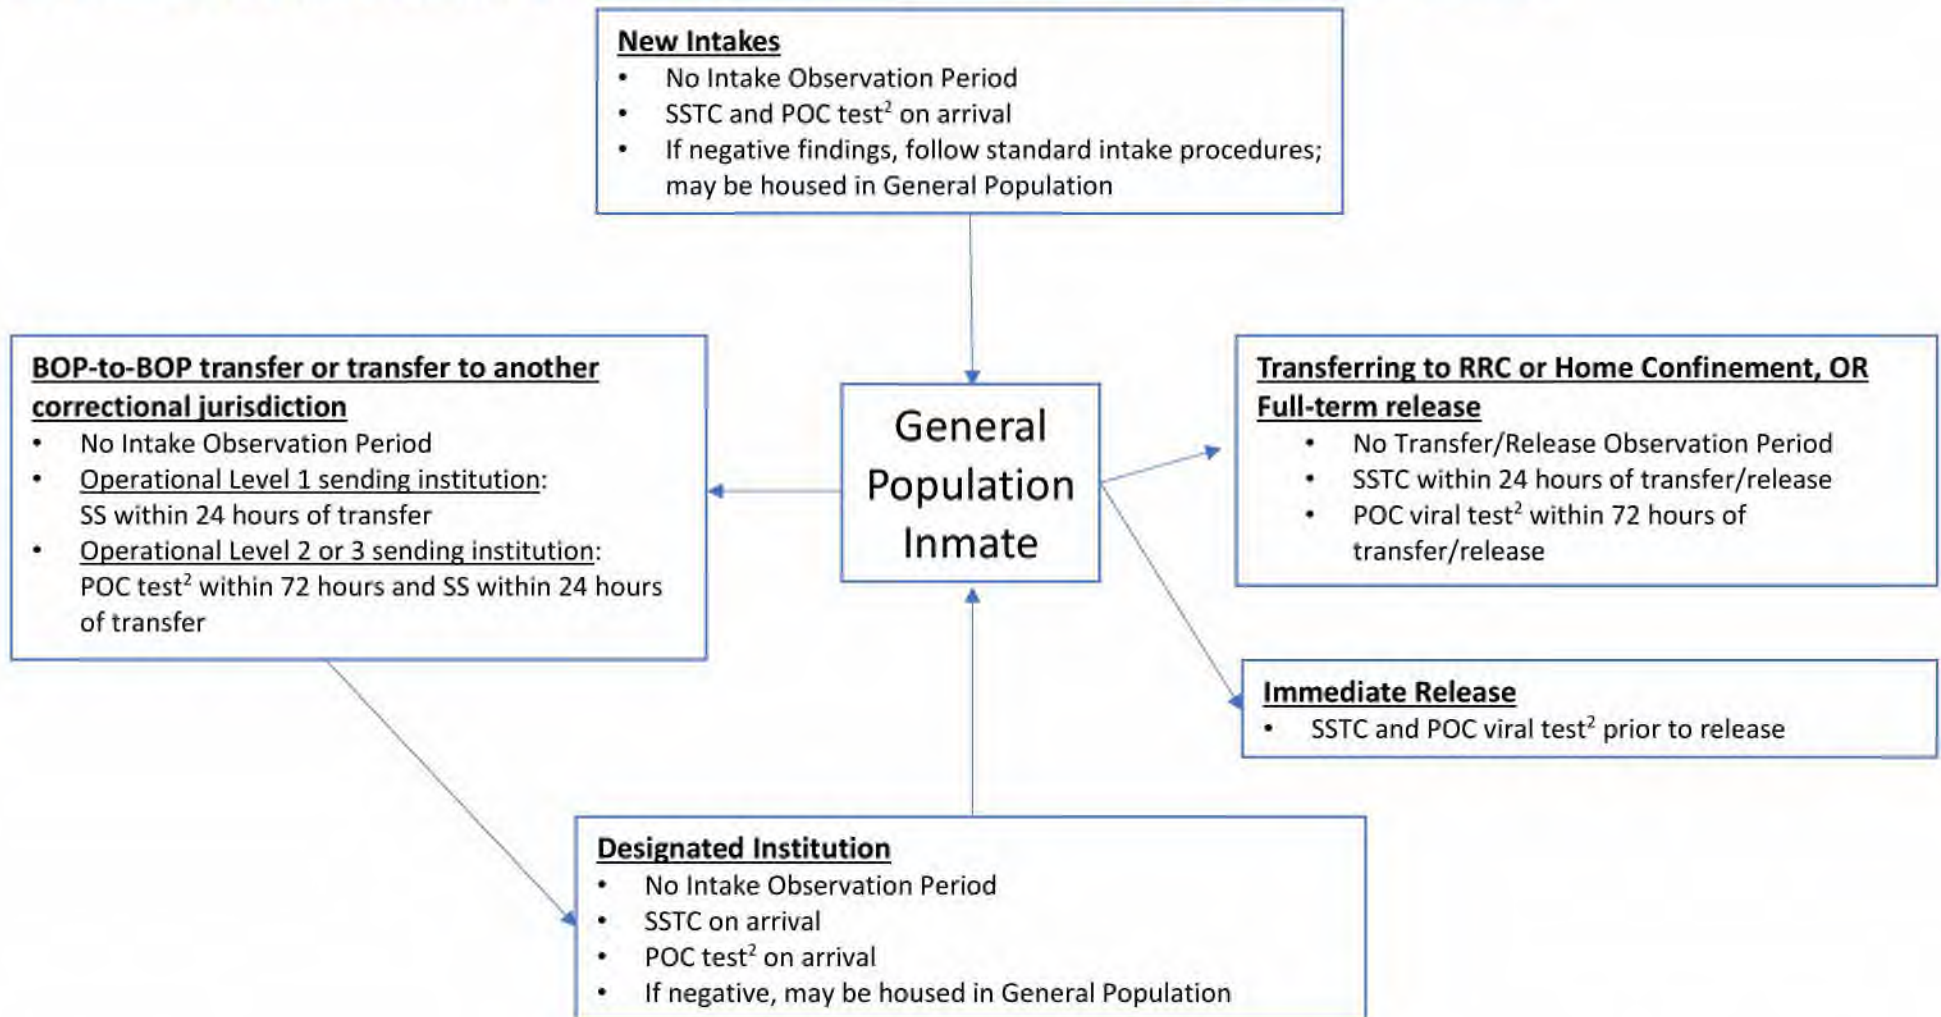 New Intakes
• No Intake Observation Period
• SSTC and POC test² on arrival
• If negative findings, follow standard intake procedures;
may be housed in General Population
BOP-to-BOP transfer or transfer to another
correctional jurisdiction
• No Intake Observation Period
• Operational Level 1 sending institution:
SS within 24 hours of transfer
• Operational Level 2 or 3 sending institution:
POC test² within 72 hours and SS within 24 hours
of transfer
General
Population
Inmate
Transferring to RRC or Home Confinement, OR
Full-term release
• No Transfer/Release Observation Period
• SSTC within 24 hours of transfer/release
• POC viral test² within 72 hours of
transfer/release
Immediate Release
• SSTC and POC viral test² prior to release
Designated Institution
• No Intake Observation Period
• SSTC on arrival
• POC test² on arrival
• If negative, may be housed in General Population